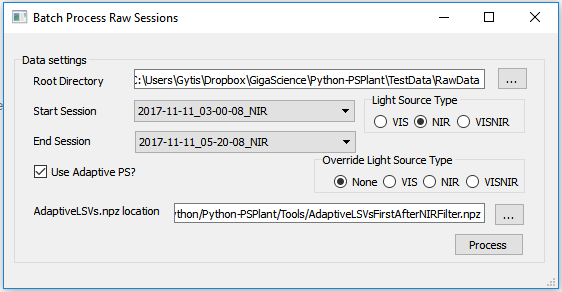 Batch Process Raw Sessions
Data settings
Root Directory C:\Users\Gytis\Dropbox\GigaScience\Python-PSPlant\TestData\RawData ...
Start Session 2017-11-11_03-00-08_NIR
Light Source Type
VIS NIR VISNIR
End Session 2017-11-11_05-20-08_NIR
Use Adaptive PS?
Override Light Source Type
None VIS NIR VISNIR
AdaptiveLSVs.npz location ython/Python-PSPlant/Tools/AdaptiveLSVsFirstAfterNIRFilter.npz ...
Process